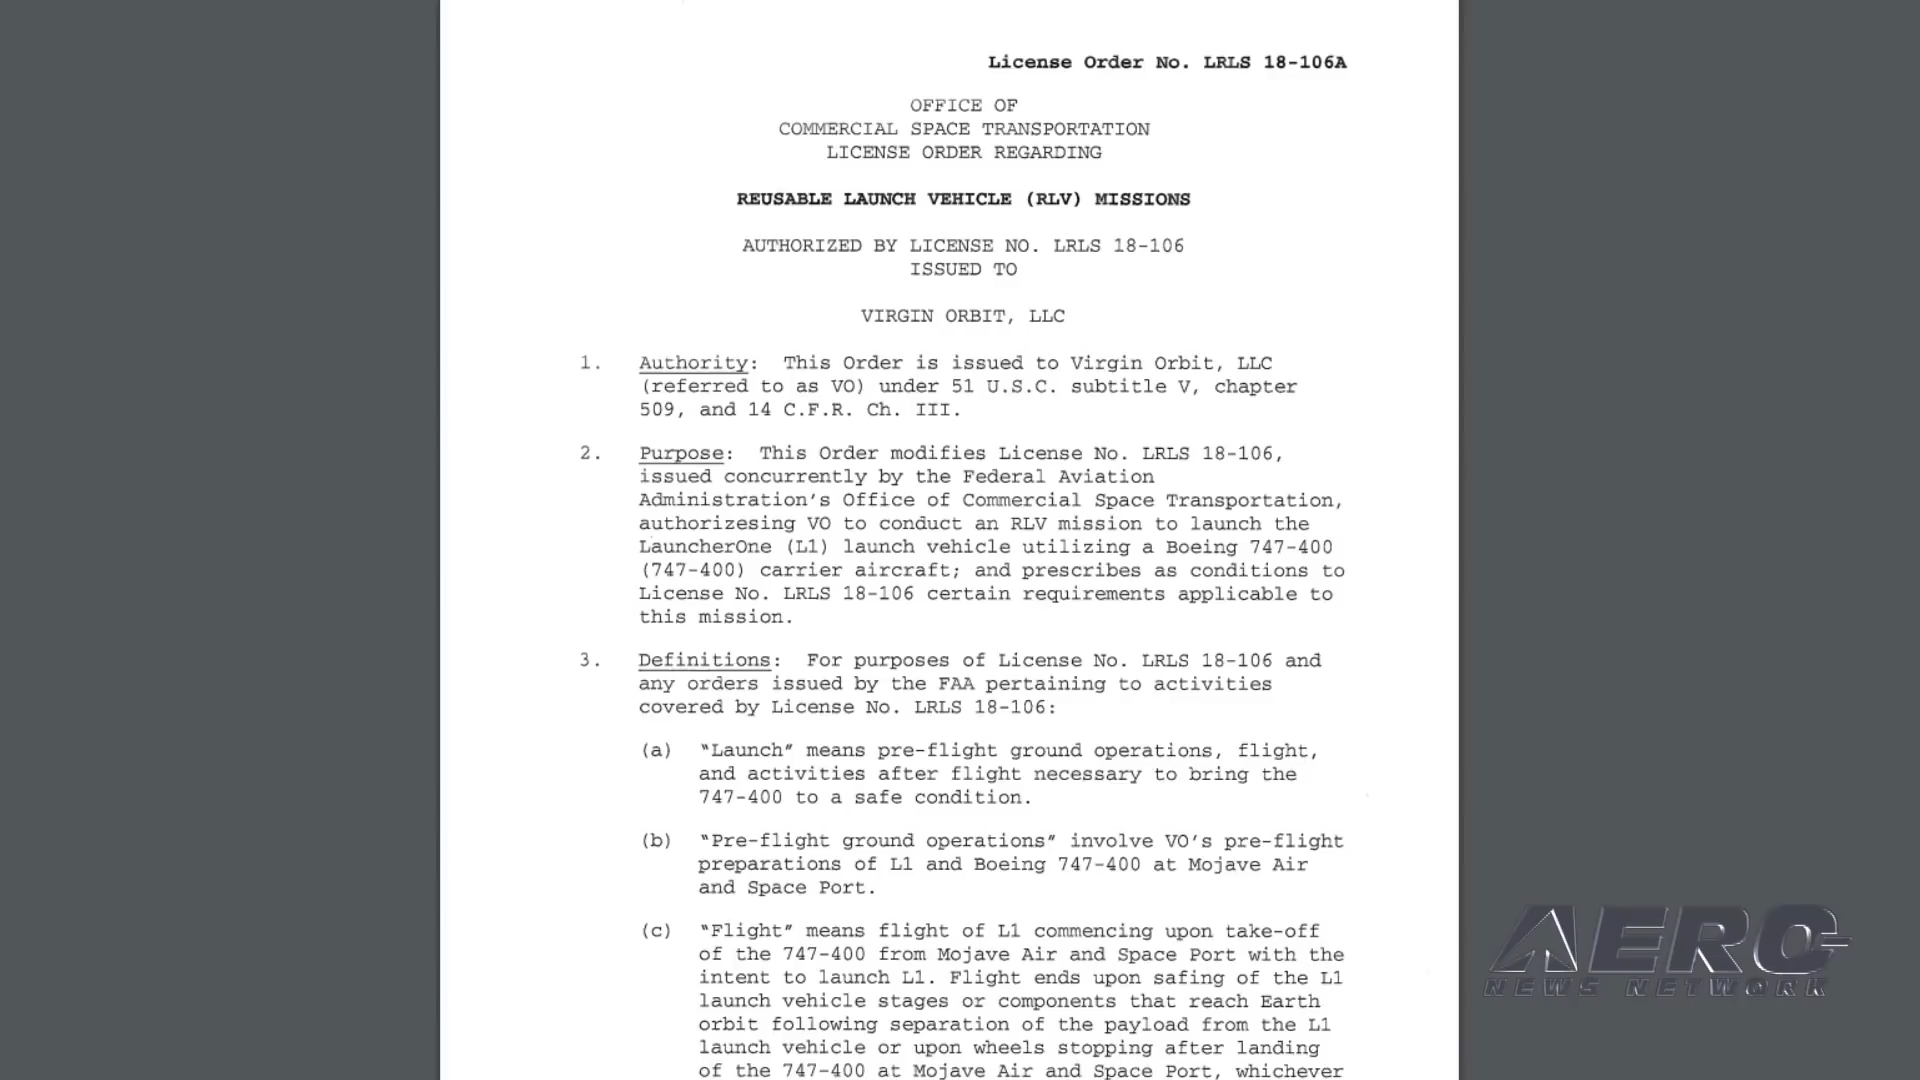 License Order No. LRLS 18-106A
OFFICE OF
COMMERCIAL SPACE TRANSPORTATION
LICENSE ORDER REGARDING
REUSABLE LAUNCH VEHICLE (RLV) MISSIONS
AUTHORIZED BY LICENSE NO. LRLS 18-106
ISSUED TO
VIRGIN ORBIT, LLC
1. Authority: This Order is issued to Virgin Orbit, LLC
(referred to as VO) under 51 U.S.C. subtitle V, chapter
509, and 14 C.F.R. Ch. III.
2. Purpose: This Order modifies License No. LRLS 18-106,
issued concurrently by the Federal Aviation
Administration's Office of Commercial Space Transportation,
authorizesing VO to conduct an RLV mission to launch the
LauncherOne (L1) launch vehicle utilizing a Boeing 747-400
(747-400) carrier aircraft; and prescribes as conditions to
License No. LRLS 18-106 certain requirements applicable to
this mission.
3. Definitions: For purposes of License No. LRLS 18-106 and
any orders issued by the FAA pertaining to activities
covered by License No. LRLS 18-106:
(a) "Launch" means pre-flight ground operations, flight,
and activities after flight necessary to bring the
747-400 to a safe condition.
(b) "Pre-flight ground operations" involve VO's pre-flight
preparations of L1 and Boeing 747-400 at Mojave Air
and Space Port.
(c) "Flight" means flight of L1 commencing upon take-off
of the 747-400 from Mojave Air and Space Port with the
intent to launch L1. Flight ends upon safing of the L1
launch vehicle stages or components that reach Earth
orbit following separation of the payload from the L1
launch vehicle or upon wheels stopping after landing
of the 747-400 at Mojave Air and Space Port, whichever
AERO
NEWS NETWORK